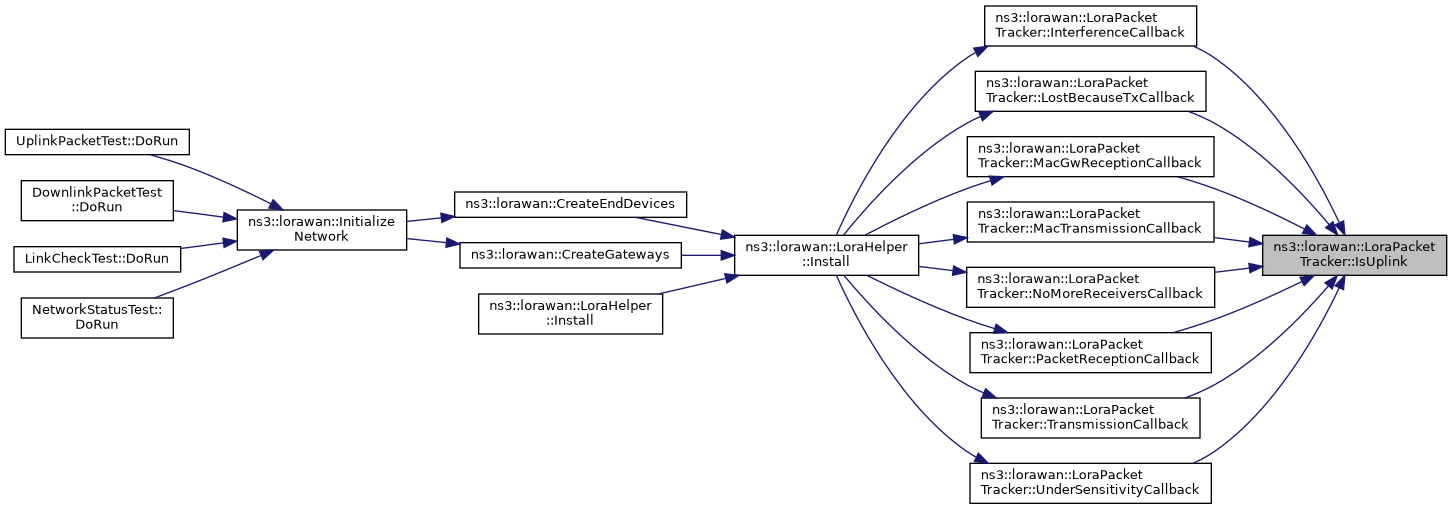 UplinkPacketTest::DoRun
DownlinkPacketTest
::DoRun
LinkCheckTest::DoRun
NetworkStatusTest::
DoRun
ns3::lorawan::Initialize
Network
ns3::lorawan::CreateEndDevices
ns3::lorawan::CreateGateways
ns3::lorawan::LoraHelper
::Install
ns3::lorawan::LoraHelper
::Install
ns3::lorawan::LoraPacket
Tracker::InterferenceCallback
ns3::lorawan::LoraPacket
Tracker::LostBecauseTxCallback
ns3::lorawan::LoraPacket
Tracker::MacGwReceptionCallback
ns3::lorawan::LoraPacket
Tracker::MacTransmissionCallback
ns3::lorawan::LoraPacket
Tracker::NoMoreReceiversCallback
ns3::lorawan::LoraPacket
Tracker::PacketReceptionCallback
ns3::lorawan::LoraPacket
Tracker::TransmissionCallback
ns3::lorawan::LoraPacket
Tracker::UnderSensitivityCallback
ns3::lorawan::LoraPacket
Tracker::IsUplink